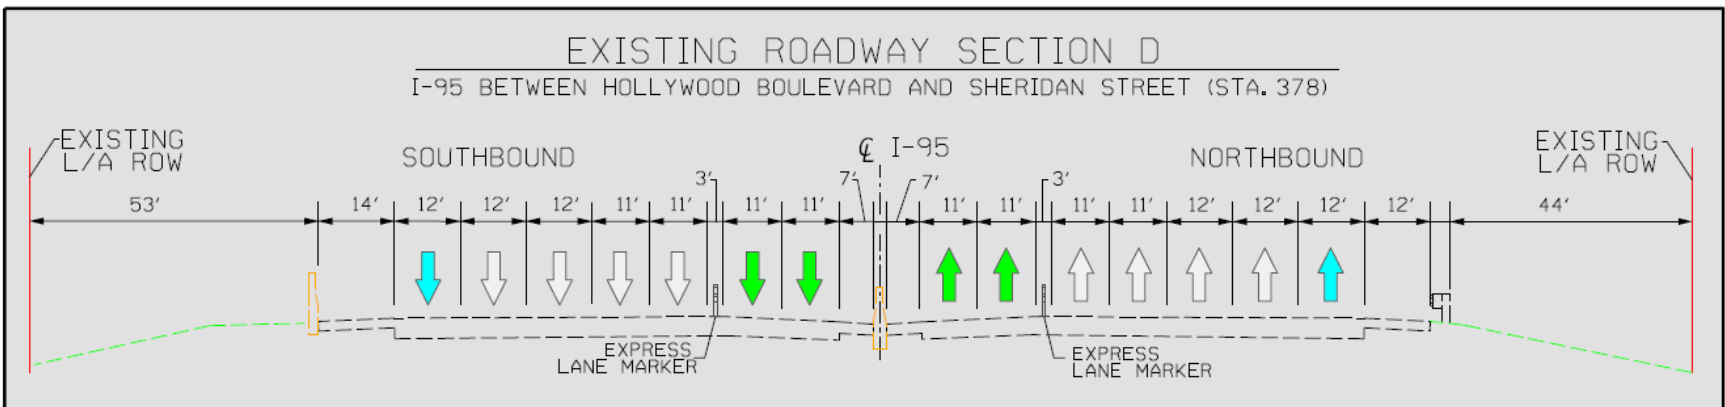 EXISTING ROADWAY SECTION D
I-95 BETWEEN HOLLYWOOD BOULEVARD AND SHERIDAN STREET (STA. 378)
EXISTING
L/A ROW
SOUTHBOUND
℄ I-95
NORTHBOUND
EXISTING
L/A ROW
53' 14' 12' 12' 12' 11' 11' 3' 11' 11' 7' 7' 11' 11' 3' 11' 11' 12' 12' 12' 12' 44'
EXPRESS
LANE MARKER
EXPRESS
LANE MARKER